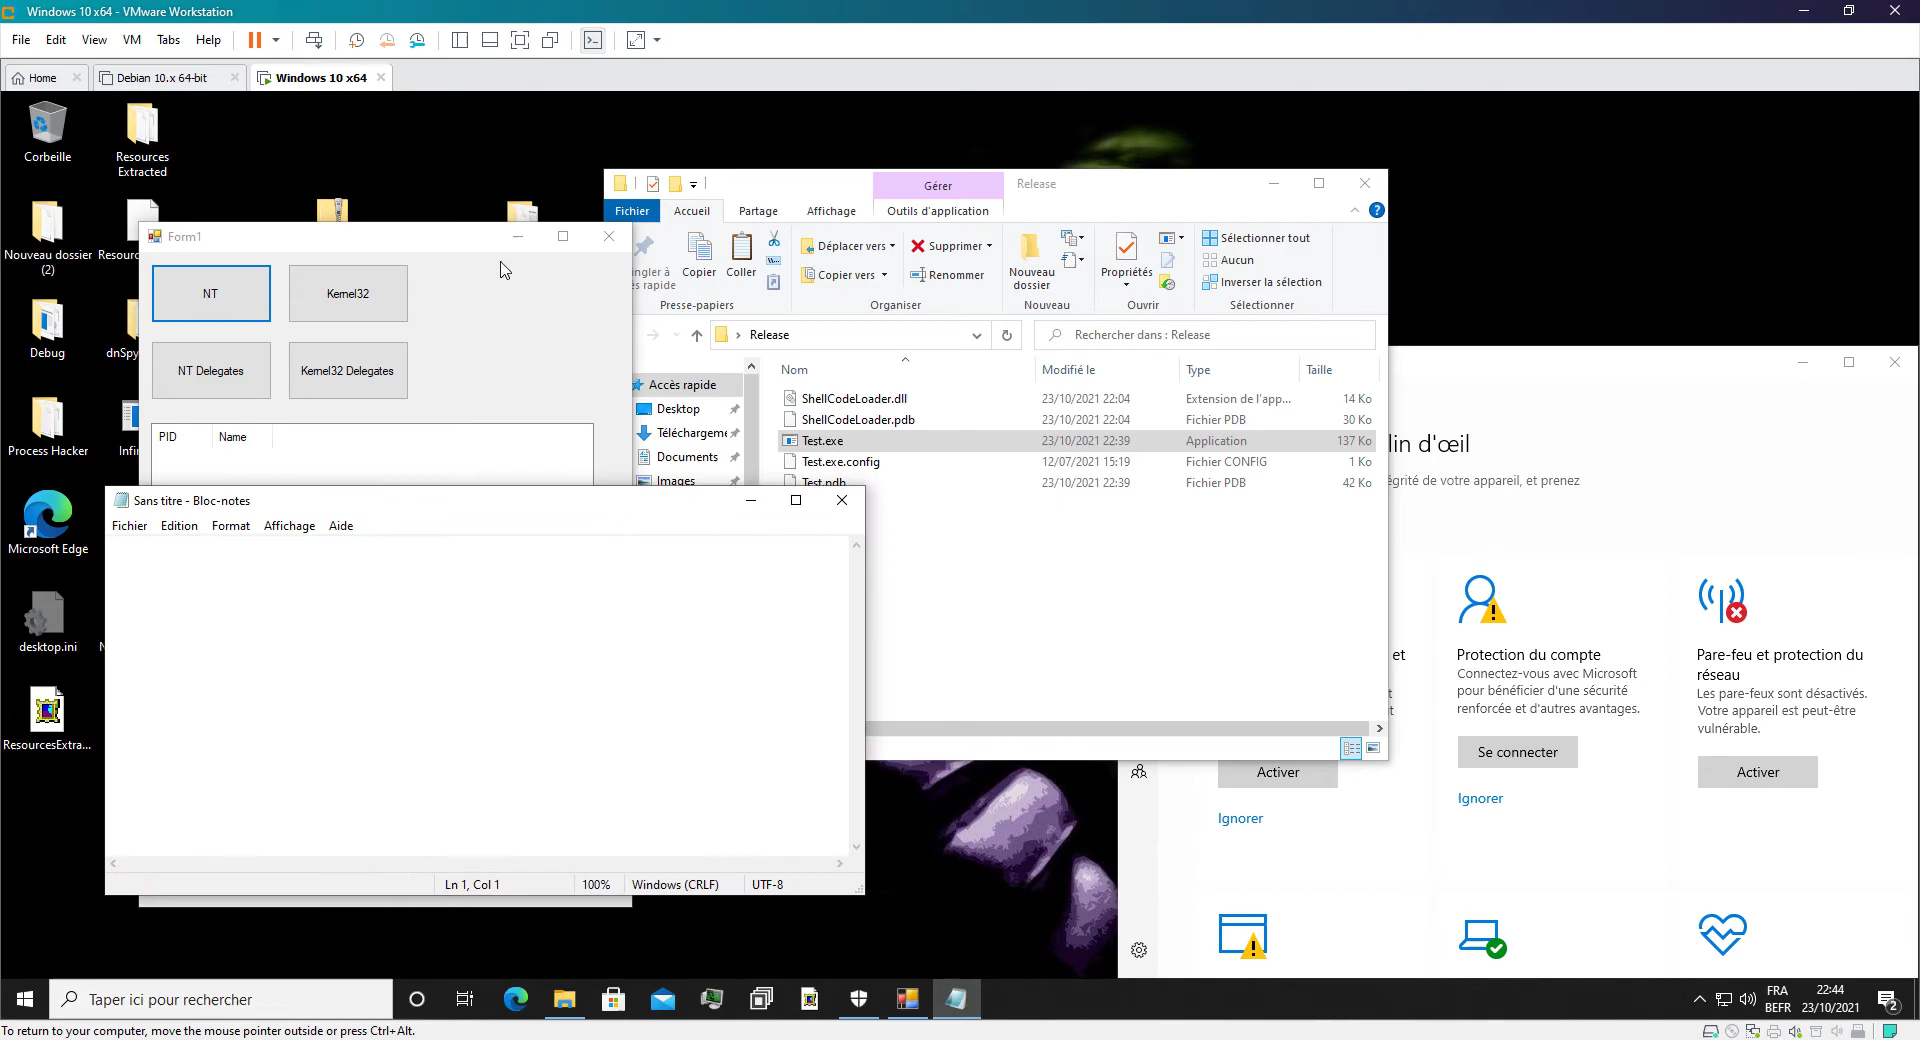 Windows 10 x64 - VMware Workstation
File Edit View VM Tabs Help
Home Debian 10.x 64-bit Windows 10 x64
Corbeille
Resources
Extracted
Nouveau dossier
(2)
Debug
Process Hacker
Microsoft Edge
desktop.ini
ResourcesExtra...
Form1
NT Kernel32
NT Delegates Kernel32 Delegates
PID Name
Gérer Release
Fichier Accueil Partage Affichage Outils d'application
Copier
Coller
Presse-papiers
Déplacer vers Supprimer
Copier vers Renommer
Organiser
Nouveau
dossier
Nouveau
Propriétés
Ouvrir
Sélectionner tout
Aucun
Inverser la sélection
Sélectionner
Release
Rechercher dans : Release
Accès rapide
Desktop
Téléchargeme
Documents
Images
Nom Modifié le Type Taille
ShellCodeLoader.dll 23/10/2021 22:04 Extension de l'app... 14 Ko
ShellCodeLoader.pdb 23/10/2021 22:04 Fichier PDB 30 Ko
Test.exe 23/10/2021 22:39 Application 137 Ko
Test.exe.config 12/07/2021 15:19 Fichier CONFIG 1 Ko
Test.pdb 23/10/2021 22:39 Fichier PDB 42 Ko
Sans titre - Bloc-notes
Fichier Edition Format Affichage Aide
Ln 1, Col 1 100% Windows (CRLF) UTF-8
lin d'œil
égrité de votre appareil, et prenez
et
t
Activer
Ignorer
Protection du compte
Connectez-vous avec Microsoft
pour bénéficier d'une sécurité
renforcée et d'autres avantages.
Se connecter
Ignorer
Pare-feu et protection du
réseau
Les pare-feux sont désactivés.
Votre appareil est peut-être
vulnérable.
Activer
Taper ici pour rechercher
FRA
BEFR
22:44
23/10/2021
2
To return to your computer, move the mouse pointer outside or press Ctrl+Alt.